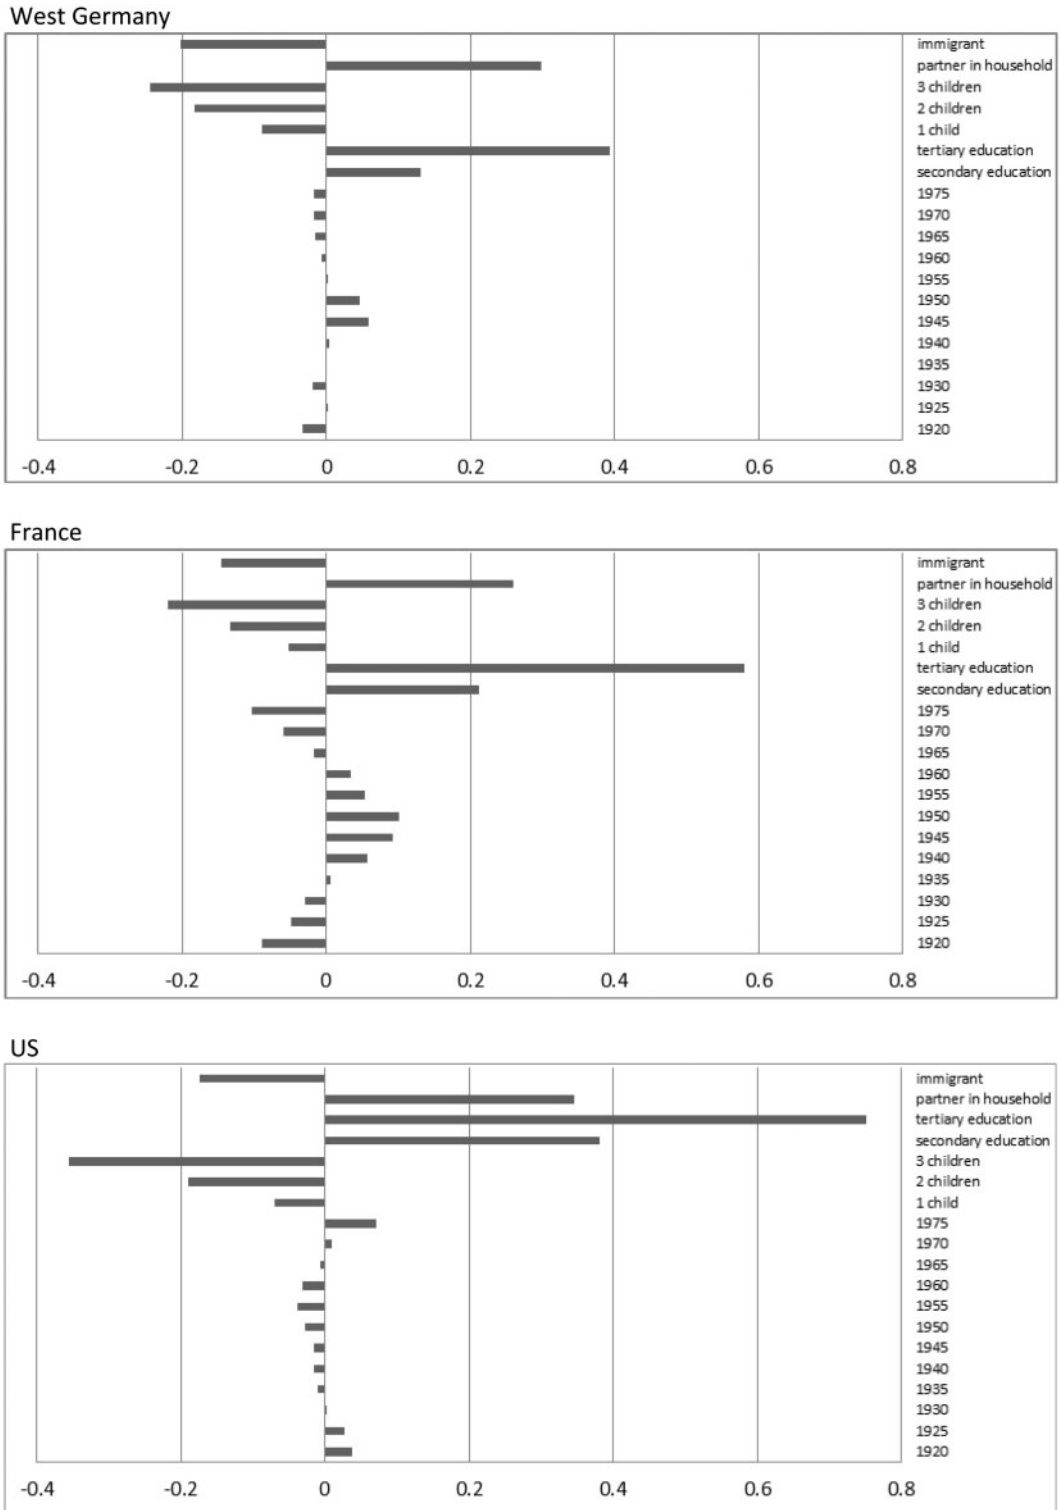 West Germany
immigrant
partner in household
3 children
2 children
1 child
tertiary education
secondary education
1975
1970
1965
1960
1955
1950
1945
1940
1935
1930
1925
1920
-0.4 -0.2 0 0.2 0.4 0.6 0.8
France
immigrant
partner in household
3 children
2 children
1 child
tertiary education
secondary education
1975
1970
1965
1960
1955
1950
1945
1940
1935
1930
1925
1920
-0.4 -0.2 0 0.2 0.4 0.6 0.8
US
immigrant
partner in household
tertiary education
secondary education
3 children
2 children
1 child
1975
1970
1965
1960
1955
1950
1945
1940
1935
1930
1925
1920
-0.4 -0.2 0 0.2 0.4 0.6 0.8